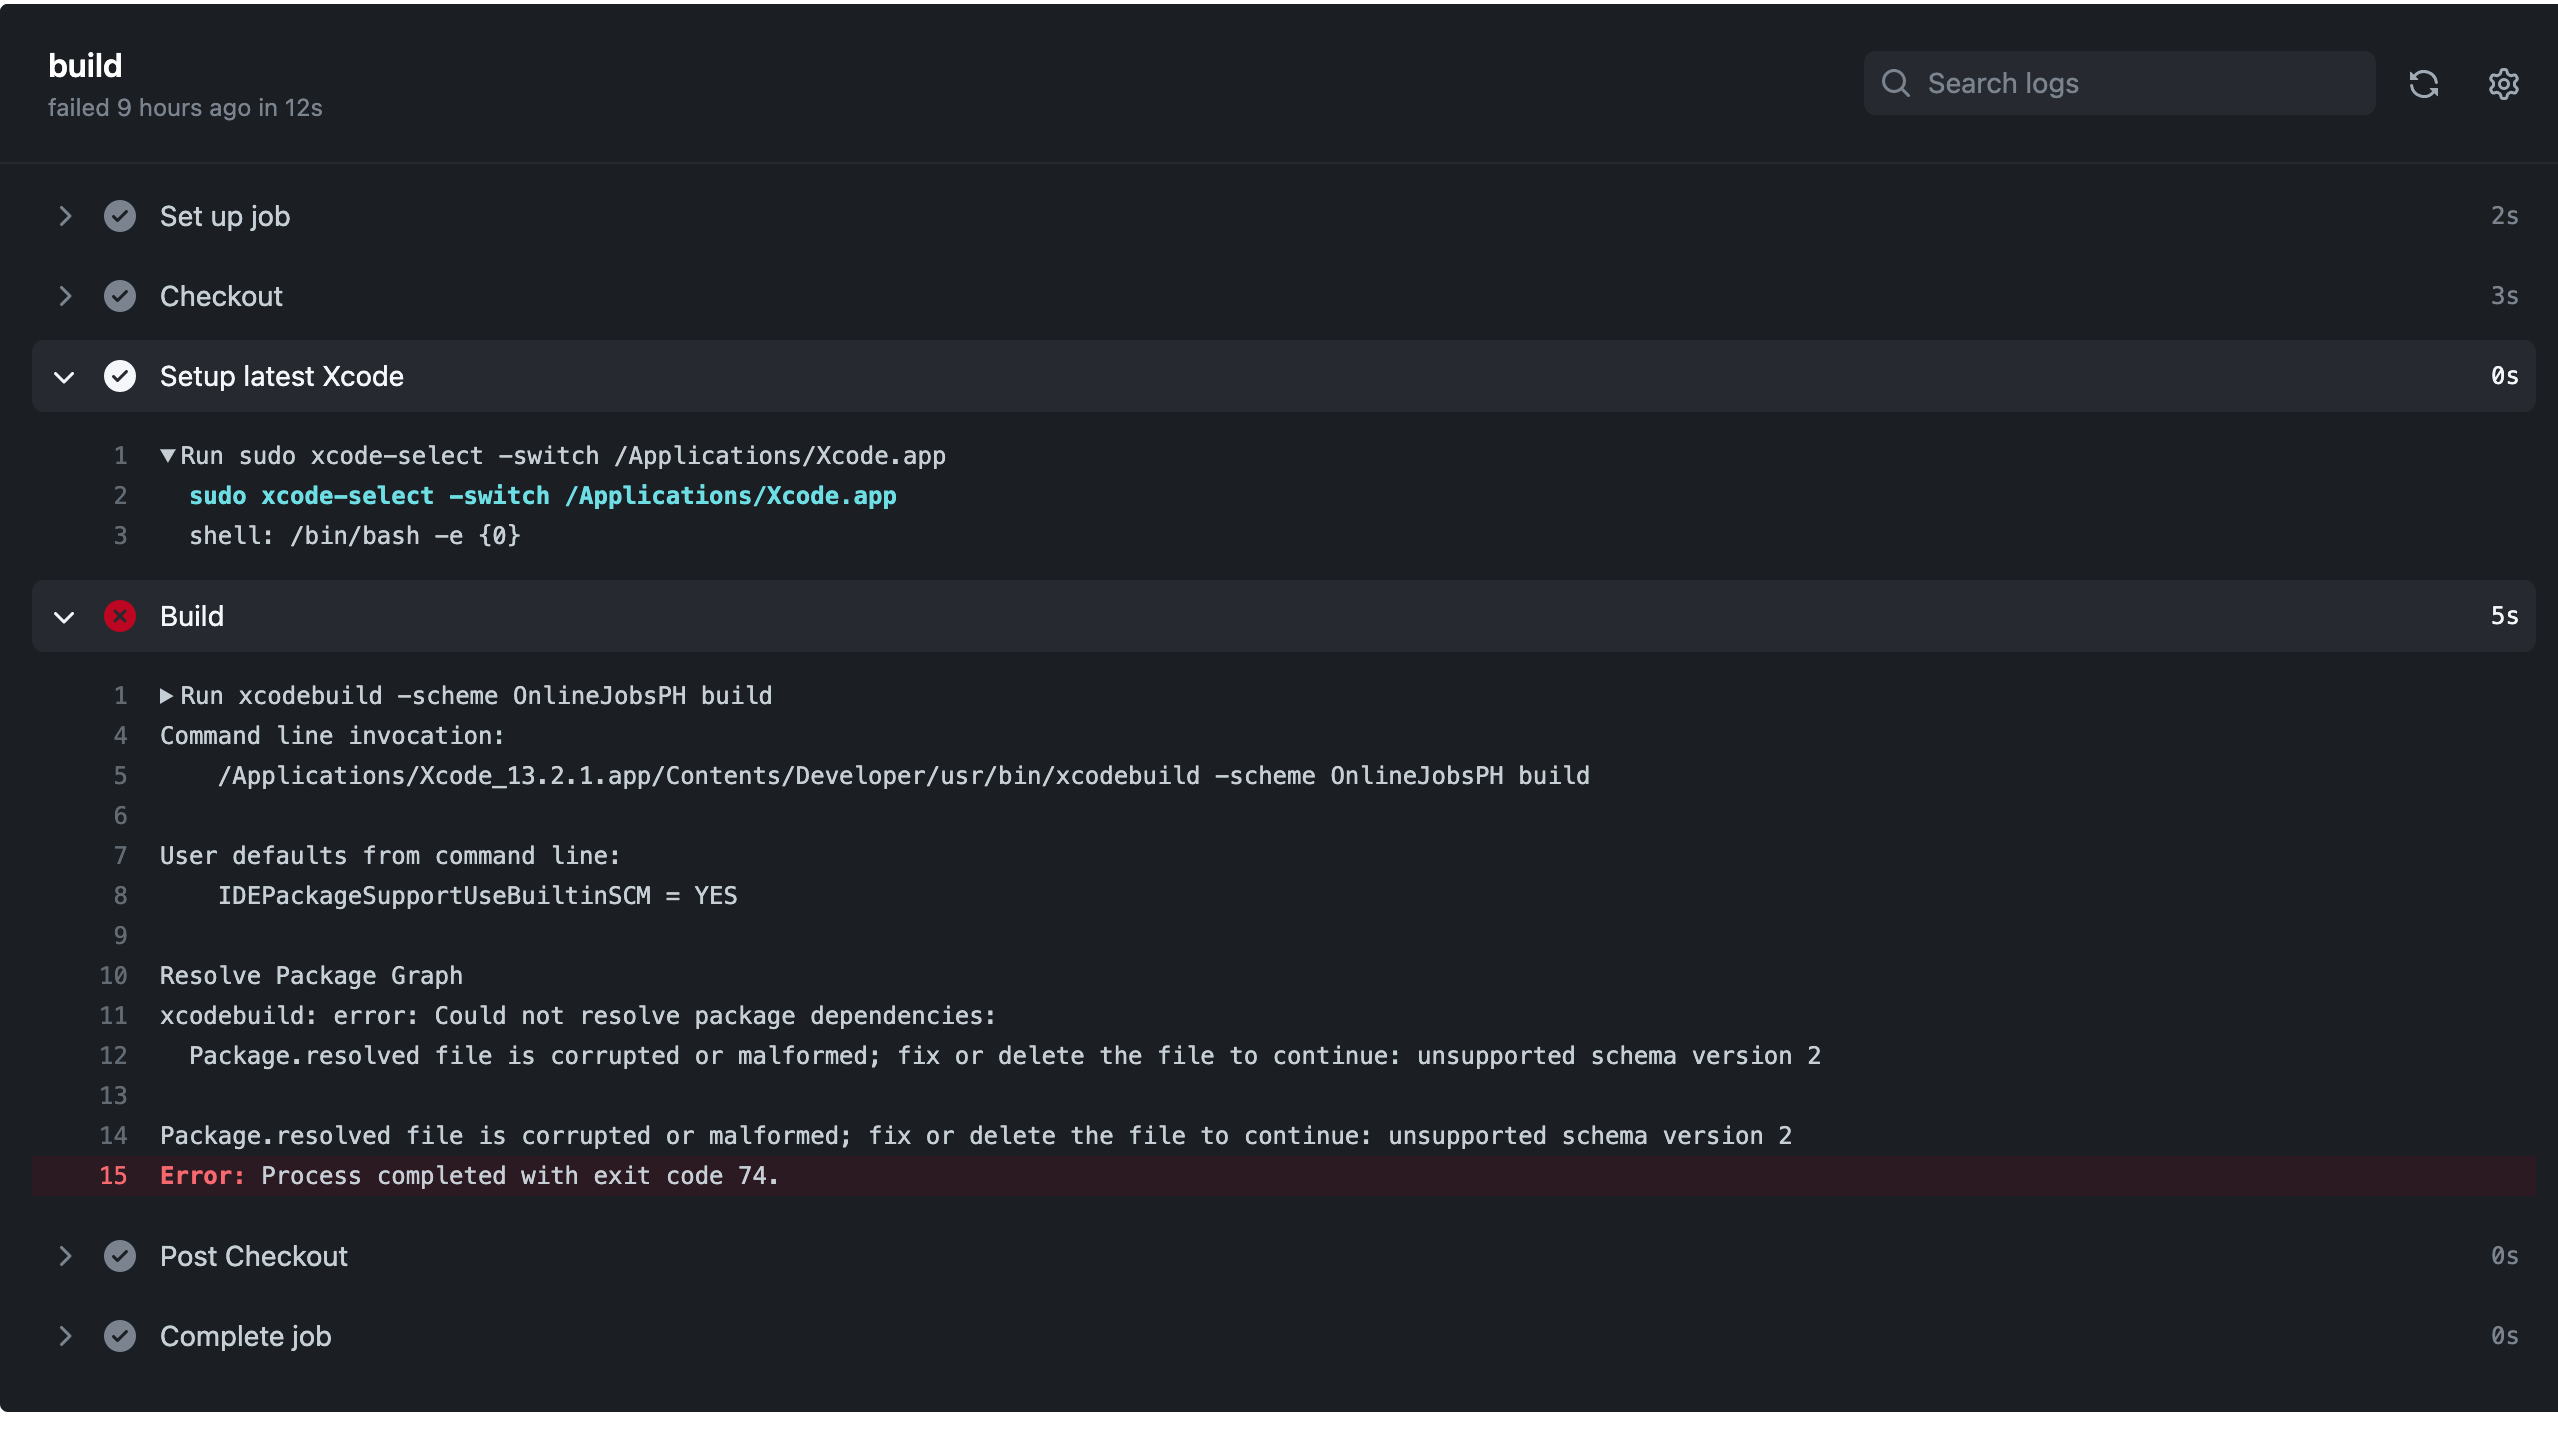 build
failed 9 hours ago in 12s
Search logs
Set up job 2s
Checkout 3s
Setup latest Xcode 0s
1 Run sudo xcode-select -switch /Applications/Xcode.app
2 sudo xcode-select -switch /Applications/Xcode.app
3 shell: /bin/bash -e {0}
Build 5s
1 Run xcodebuild -scheme OnlineJobsPH build
4 Command line invocation:
5 /Applications/Xcode_13.2.1.app/Contents/Developer/usr/bin/xcodebuild -scheme OnlineJobsPH build
6
7 User defaults from command line:
8 IDEPackageSupportUseBuiltinSCM = YES
9
10 Resolve Package Graph
11 xcodebuild: error: Could not resolve package dependencies:
12 Package.resolved file is corrupted or malformed; fix or delete the file to continue: unsupported schema version 2
13
14 Package.resolved file is corrupted or malformed; fix or delete the file to continue: unsupported schema version 2
15 Error: Process completed with exit code 74.
Post Checkout 0s
Complete job 0s